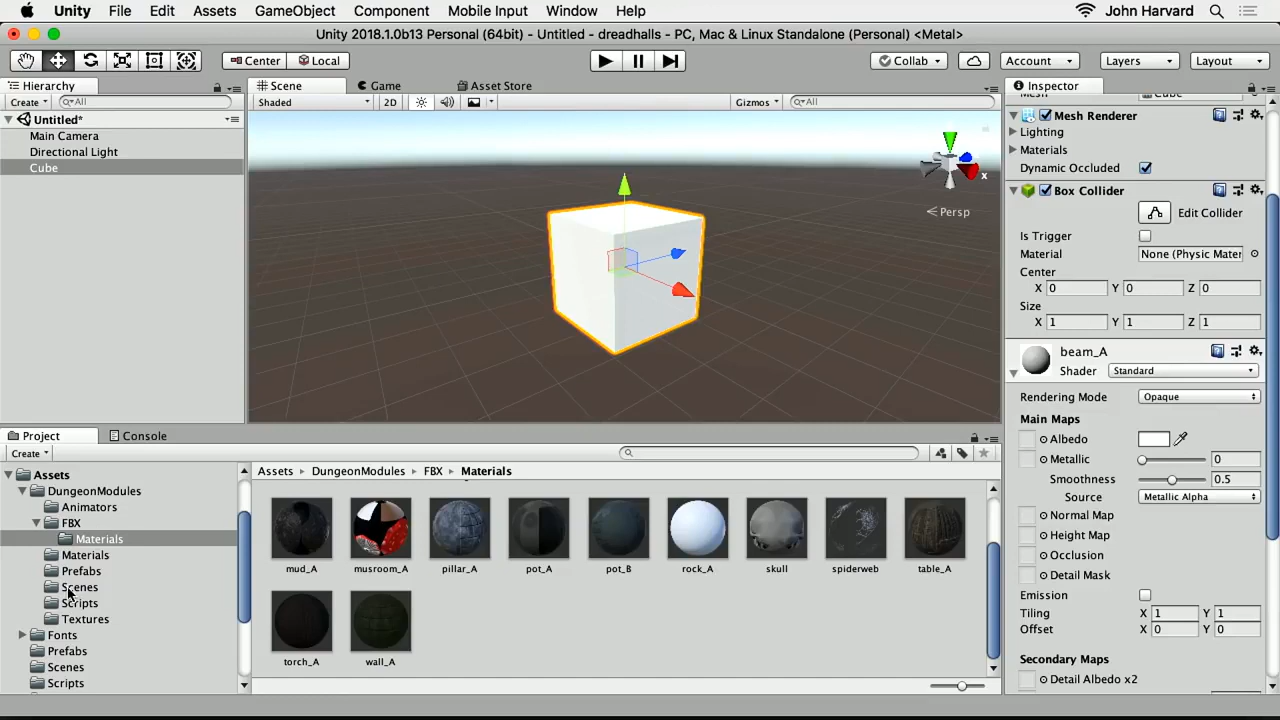 Unity File Edit Assets GameObject Component Mobile Input Window Help John Harvard
Unity 2018.1.0b13 Personal (64bit) - Untitled - dreadhalls - PC, Mac & Linux Standalone (Personal) <Metal>
Center Local Collab Account Layers Layout
Hierarchy Scene Game Asset Store Inspector
Create All Shaded 2D Gizmos All Mesh Cube
Untitled* Mesh Renderer
Main Camera Lighting
Directional Light Materials
Cube Dynamic Occluded
x Box Collider
Persp Edit Collider
Is Trigger
Material None (Physic Mater
Center
X 0 Y 0 Z 0
Size
X 1 Y 1 Z 1
beam_A
Shader Standard
Rendering Mode Opaque
Main Maps
Project Console Albedo
Create Metallic 0
Assets DungeonModules FBX Materials
Smoothness 0.5
Source Metallic Alpha
Assets
DungeonModules
Animators
FBX
Materials
Materials
Prefabs
Scenes
Scripts
Textures
Fonts
Prefabs
Scenes
Scripts
mud_A musroom_A pillar_A pot_A pot_B rock_A skull spiderweb table_A
torch_A wall_A
Normal Map
Height Map
Occlusion
Detail Mask
Emission
Tiling X 1 Y 1
Offset X 0 Y 0
Secondary Maps
Detail Albedo x2